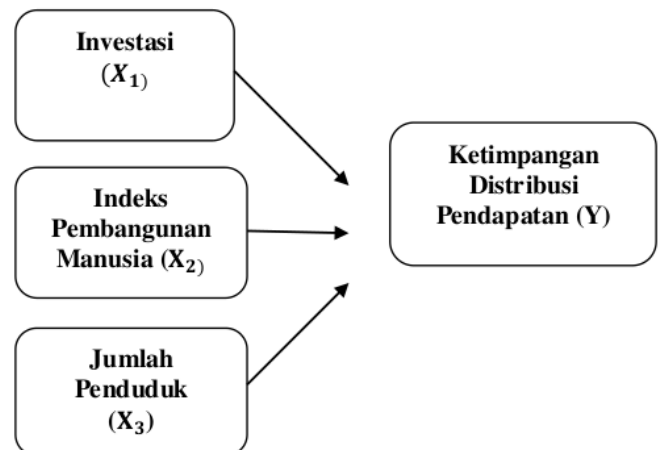 Investasi
(X₁)
Indeks
Pembangunan
Manusia (X₂)
Jumlah
Penduduk
(X₃)
Ketimpangan
Distribusi
Pendapatan (Y)